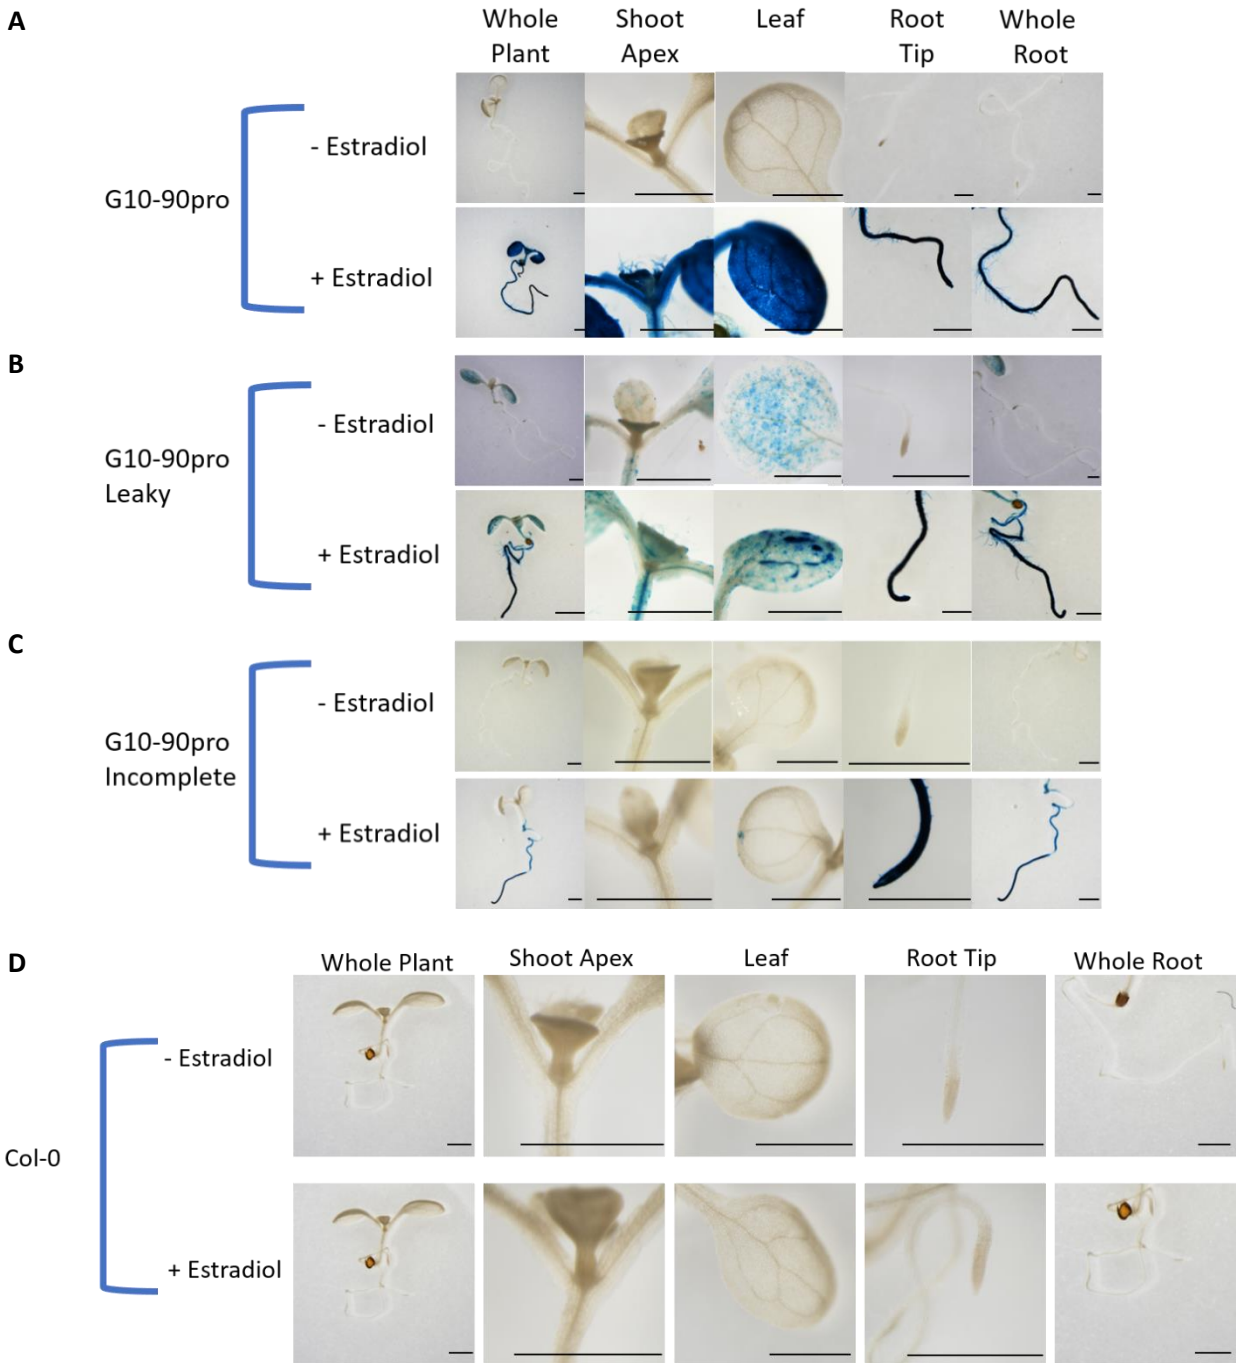 A
Whole
Plant
Shoot
Apex
Leaf
Root
Tip
Whole
Root
G10-90pro
- Estradiol
+ Estradiol
B
G10-90pro
Leaky
- Estradiol
+ Estradiol
C
G10-90pro
Incomplete
- Estradiol
+ Estradiol
D
Whole Plant
Shoot Apex
Leaf
Root Tip
Whole Root
Col-0
- Estradiol
+ Estradiol